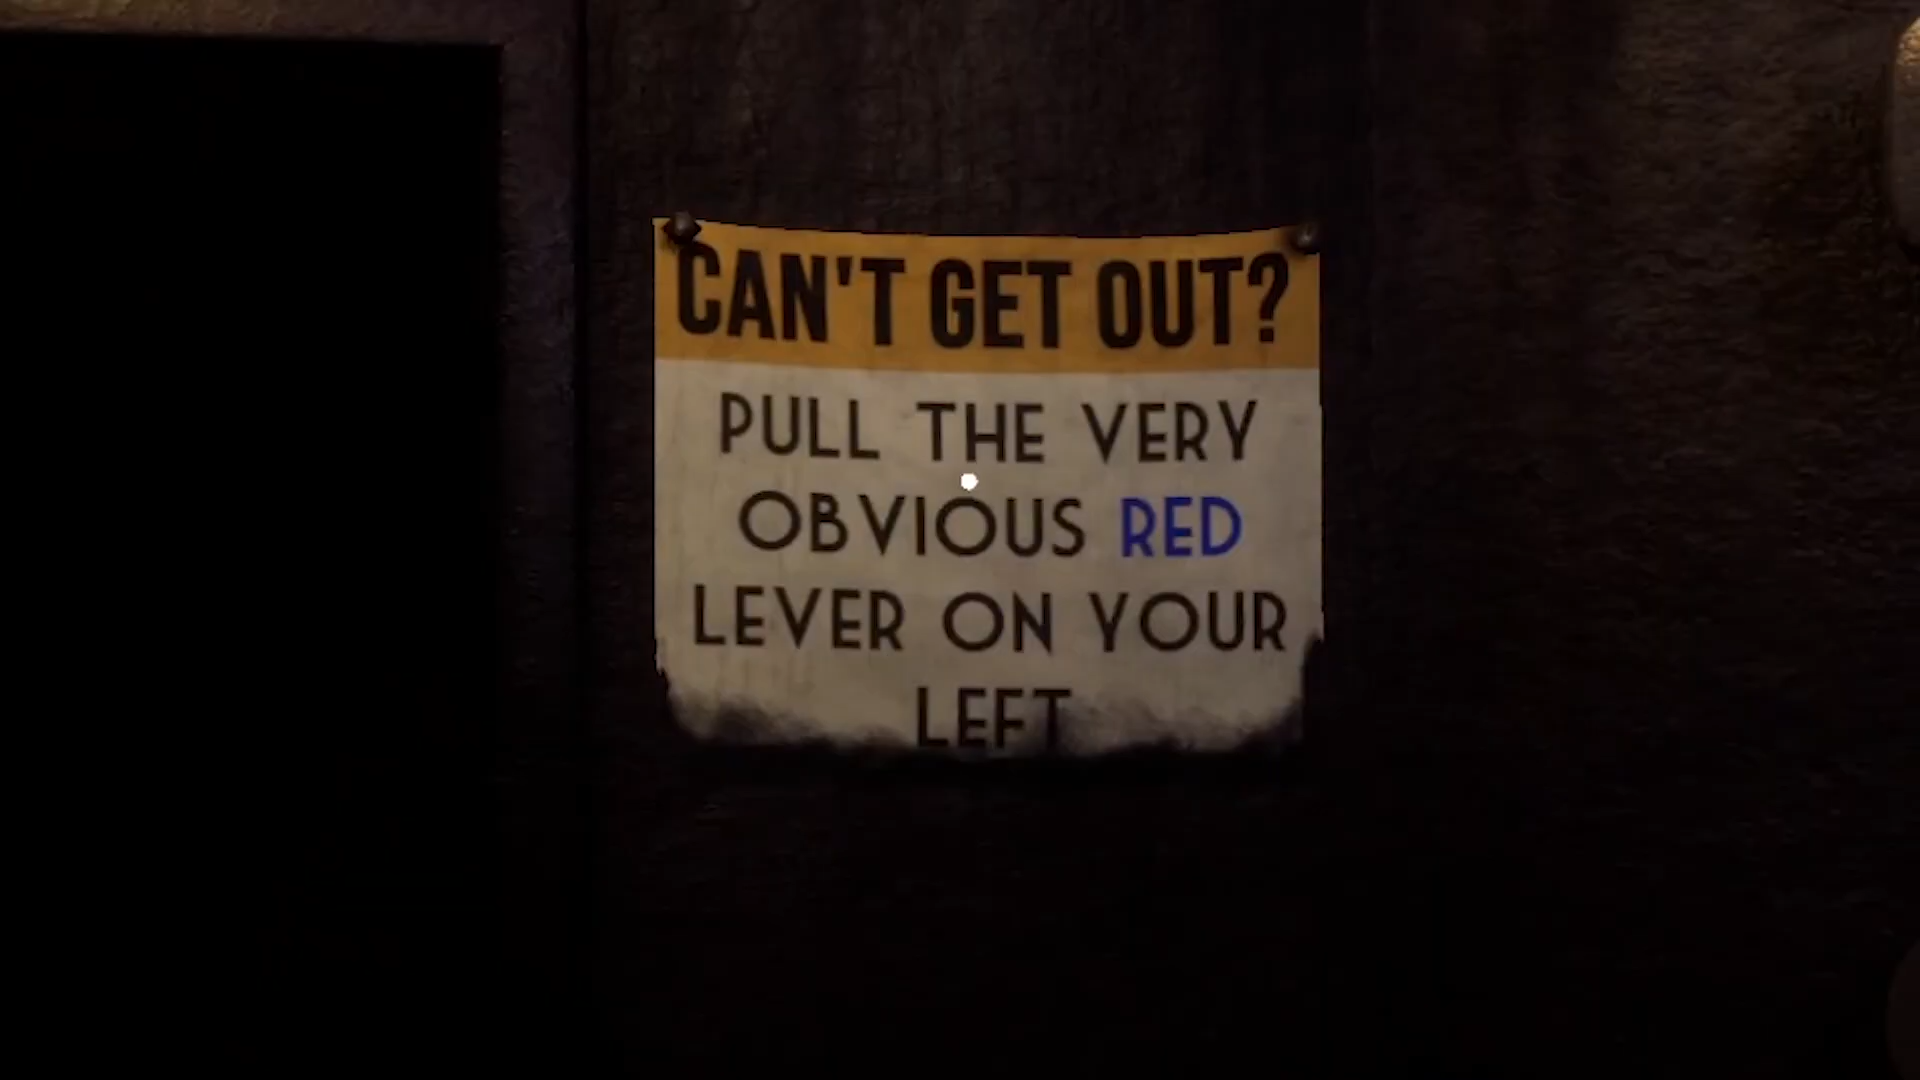 CAN'T GET OUT?
PULL THE VERY
OBVIOUS RED
LEVER ON YOUR
LEFT